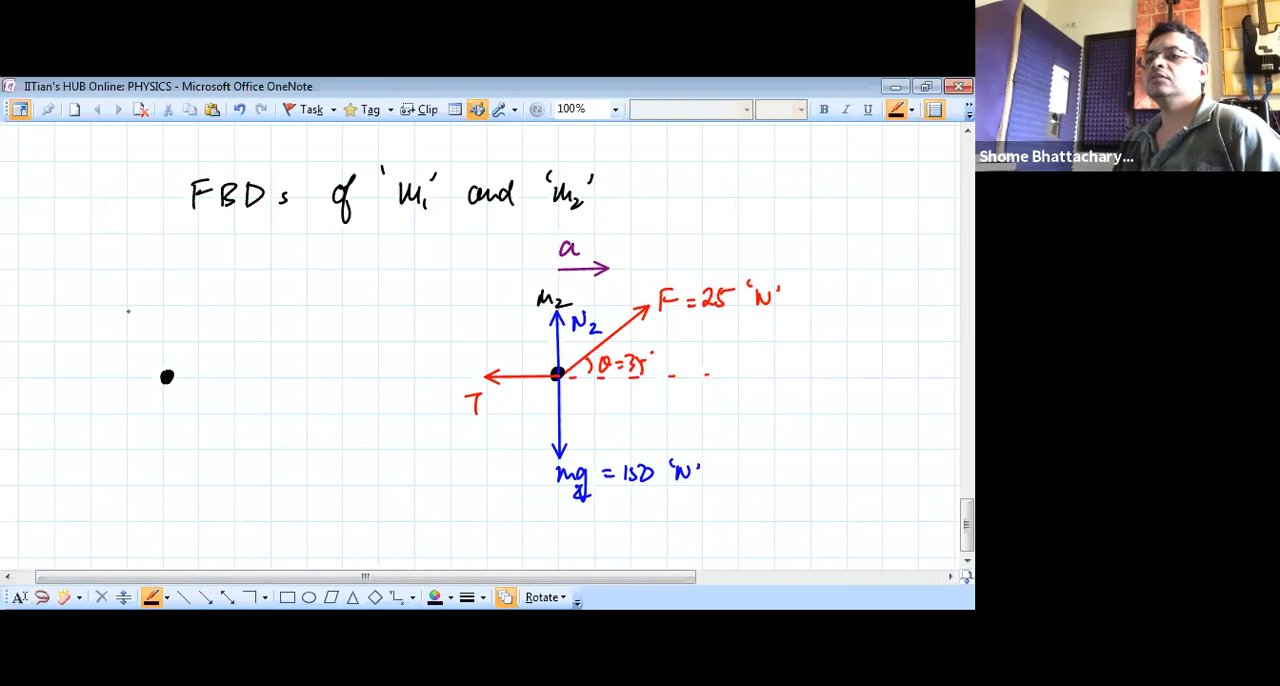 IITian's HUB Online: PHYSICS - Microsoft Office OneNote
Task Tag Clip 100% B I U
Shome Bhattachary...
FBDs of 'm₁' and 'm₂'
a
m₂
N₂
F = 25 'N'
θ=35°
T
m₂g = 150 'N'
Rotate